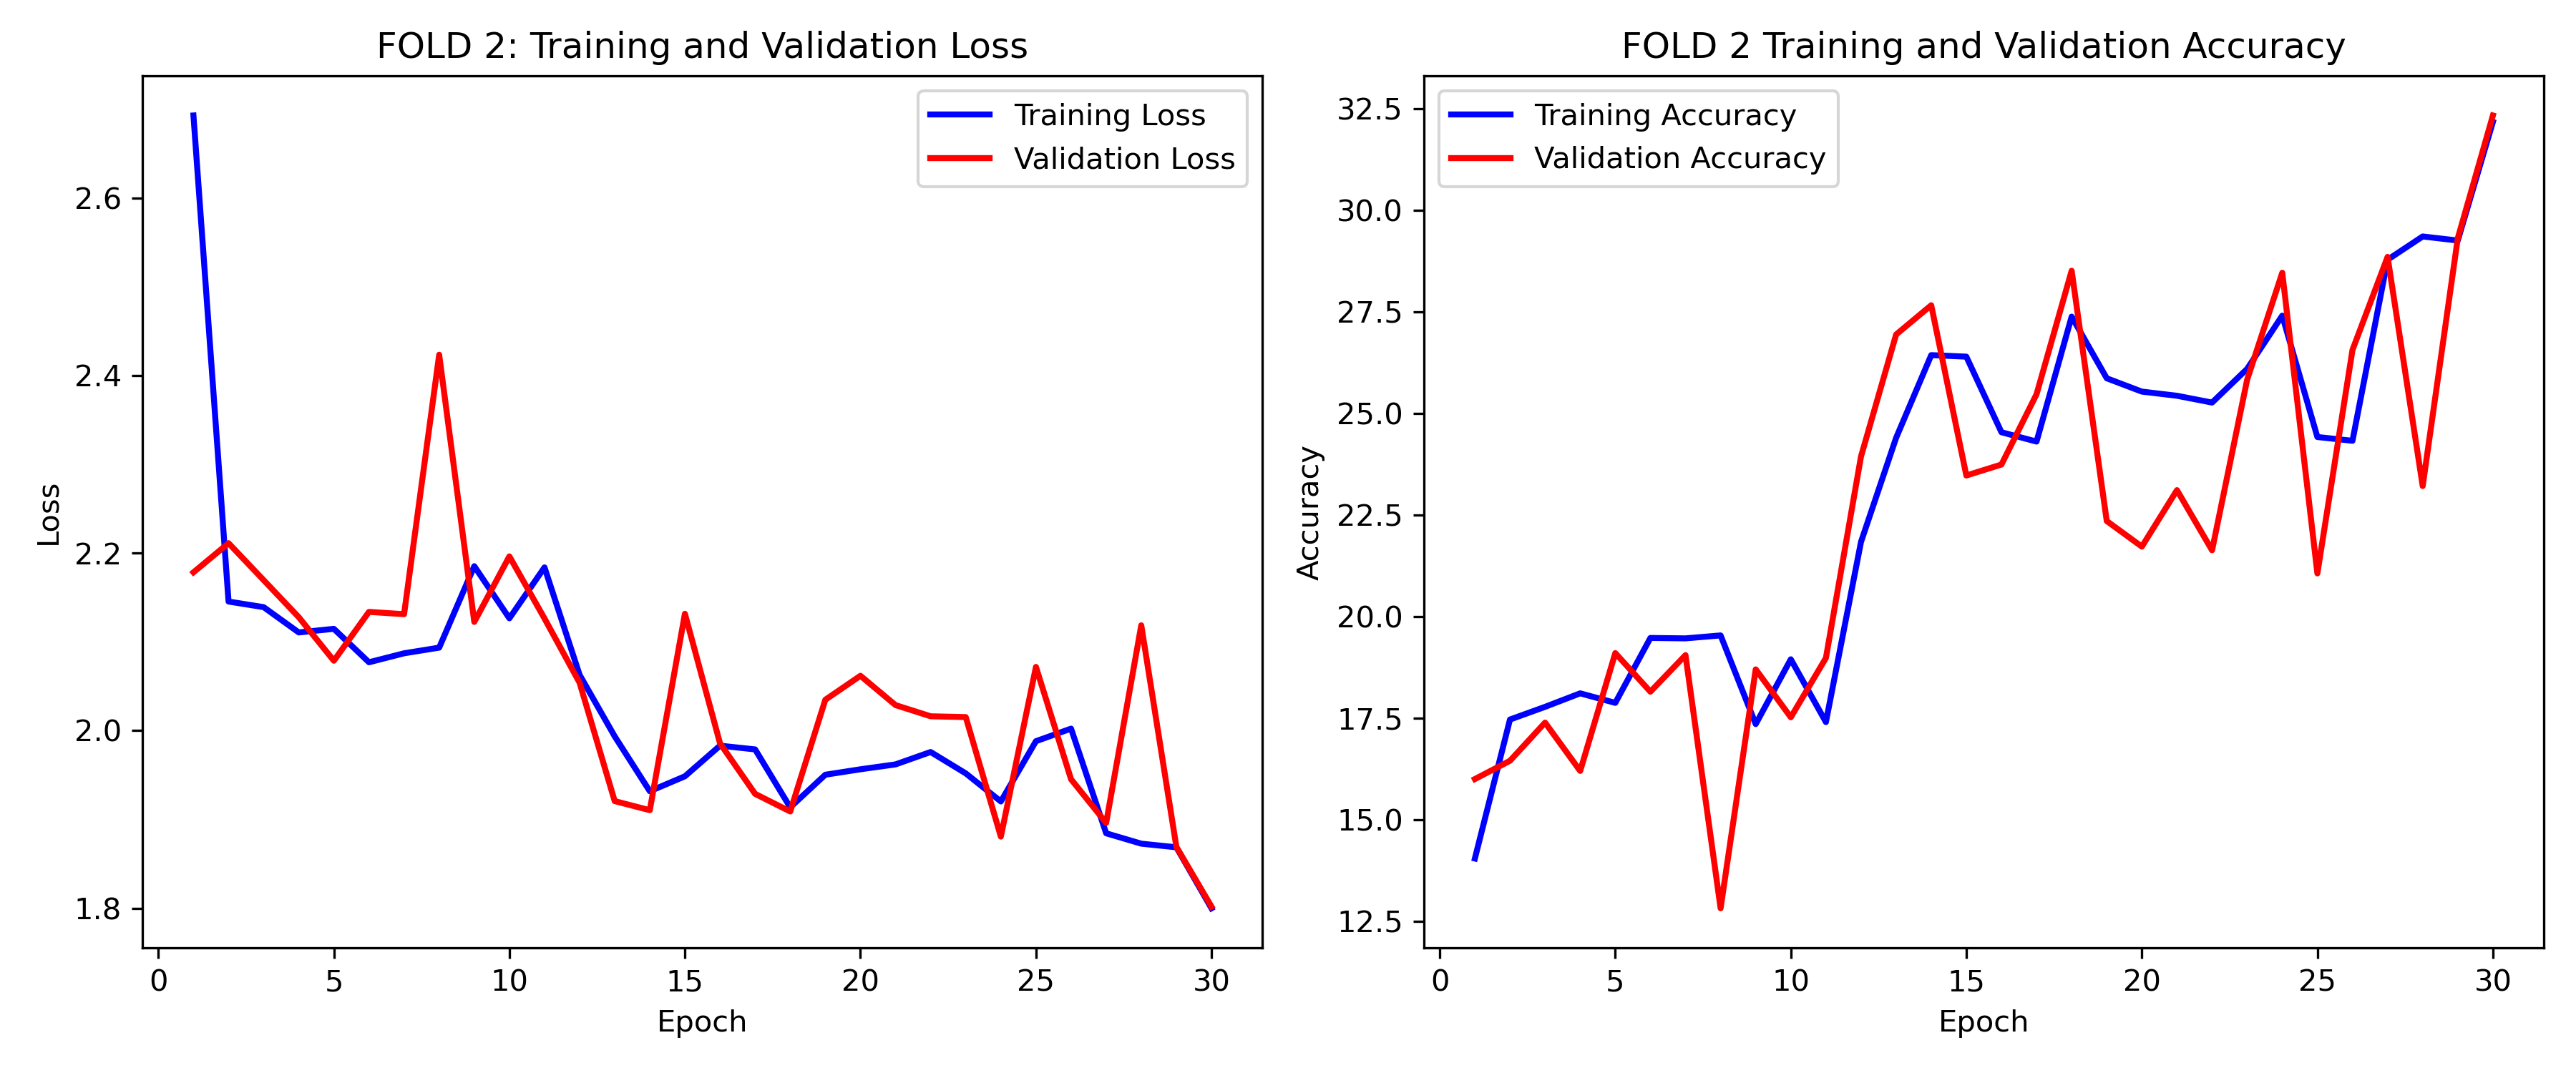 FOLD 2: Training and Validation Loss
Training Loss
Validation Loss
2.6
2.4
2.2
2.0
1.8
Loss
0 5 10 15 20 25 30
Epoch
FOLD 2 Training and Validation Accuracy
Training Accuracy
Validation Accuracy
32.5
30.0
27.5
25.0
22.5
20.0
17.5
15.0
12.5
Accuracy
0 5 10 15 20 25 30
Epoch